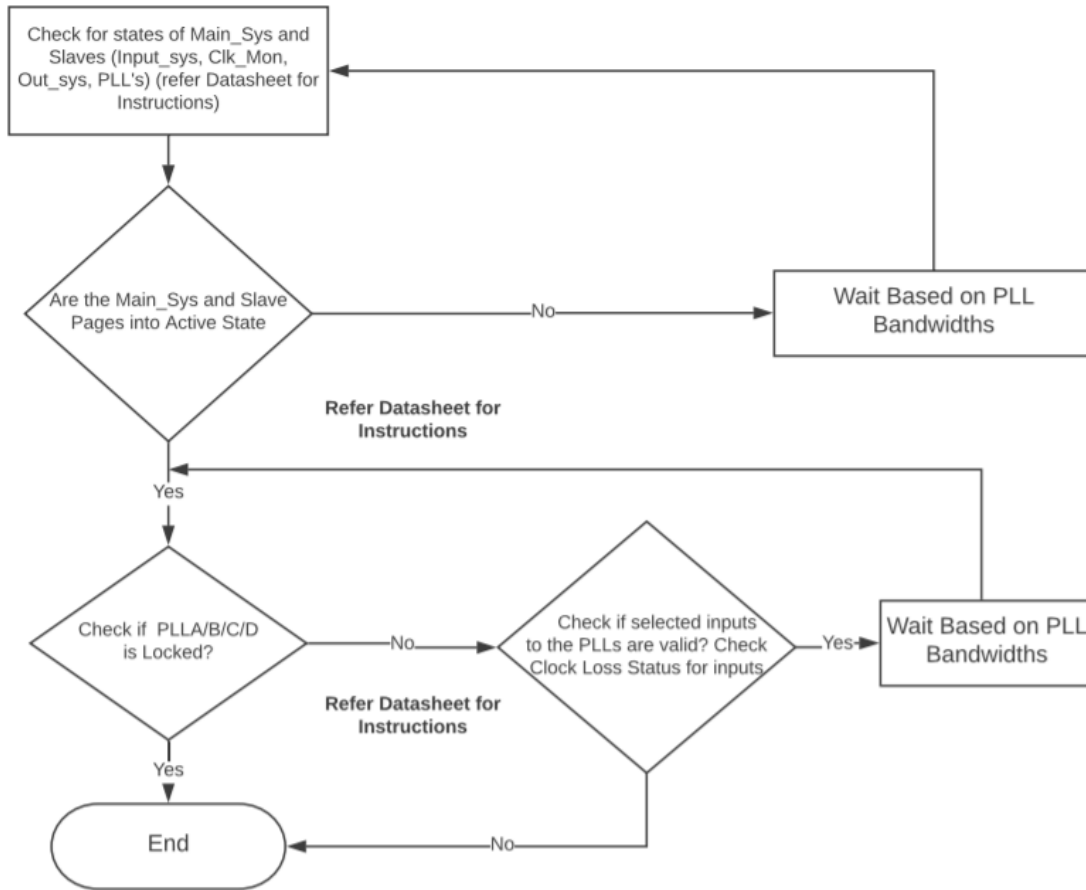 Check for states of Main_Sys and
Slaves (Input_sys, Clk_Mon,
Out_sys, PLL's) (refer Datasheet for
Instructions)
Are the Main_Sys and Slave
Pages into Active State
No
Wait Based on PLL
Bandwidths
Refer Datasheet for
Instructions
Yes
Check if PLLA/B/C/D
is Locked?
No
Check if selected inputs
to the PLLs are valid? Check
Clock Loss Status for inputs
Yes
Wait Based on PLL
Bandwidths
Refer Datasheet for
Instructions
Yes
End
No